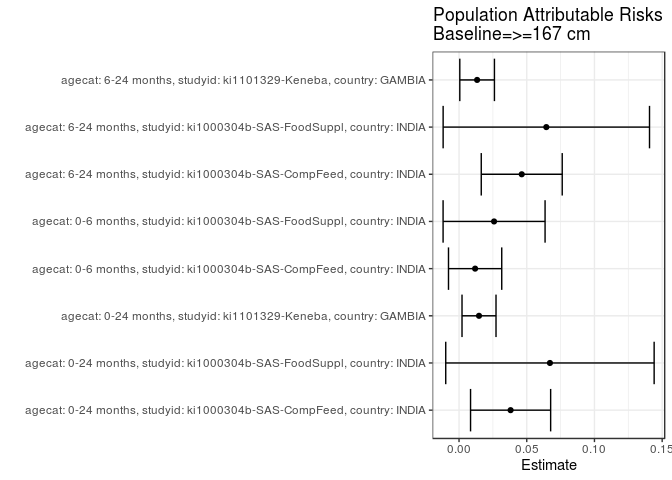 Population Attributable Risks
Baseline=>=167 cm
agecat: 6-24 months, studyid: ki1101329-Keneba, country: GAMBIA
agecat: 6-24 months, studyid: ki1000304b-SAS-FoodSuppl, country: INDIA
agecat: 6-24 months, studyid: ki1000304b-SAS-CompFeed, country: INDIA
agecat: 0-6 months, studyid: ki1000304b-SAS-FoodSuppl, country: INDIA
agecat: 0-6 months, studyid: ki1000304b-SAS-CompFeed, country: INDIA
agecat: 0-24 months, studyid: ki1101329-Keneba, country: GAMBIA
agecat: 0-24 months, studyid: ki1000304b-SAS-FoodSuppl, country: INDIA
agecat: 0-24 months, studyid: ki1000304b-SAS-CompFeed, country: INDIA
0.00 0.05 0.10 0.15
Estimate